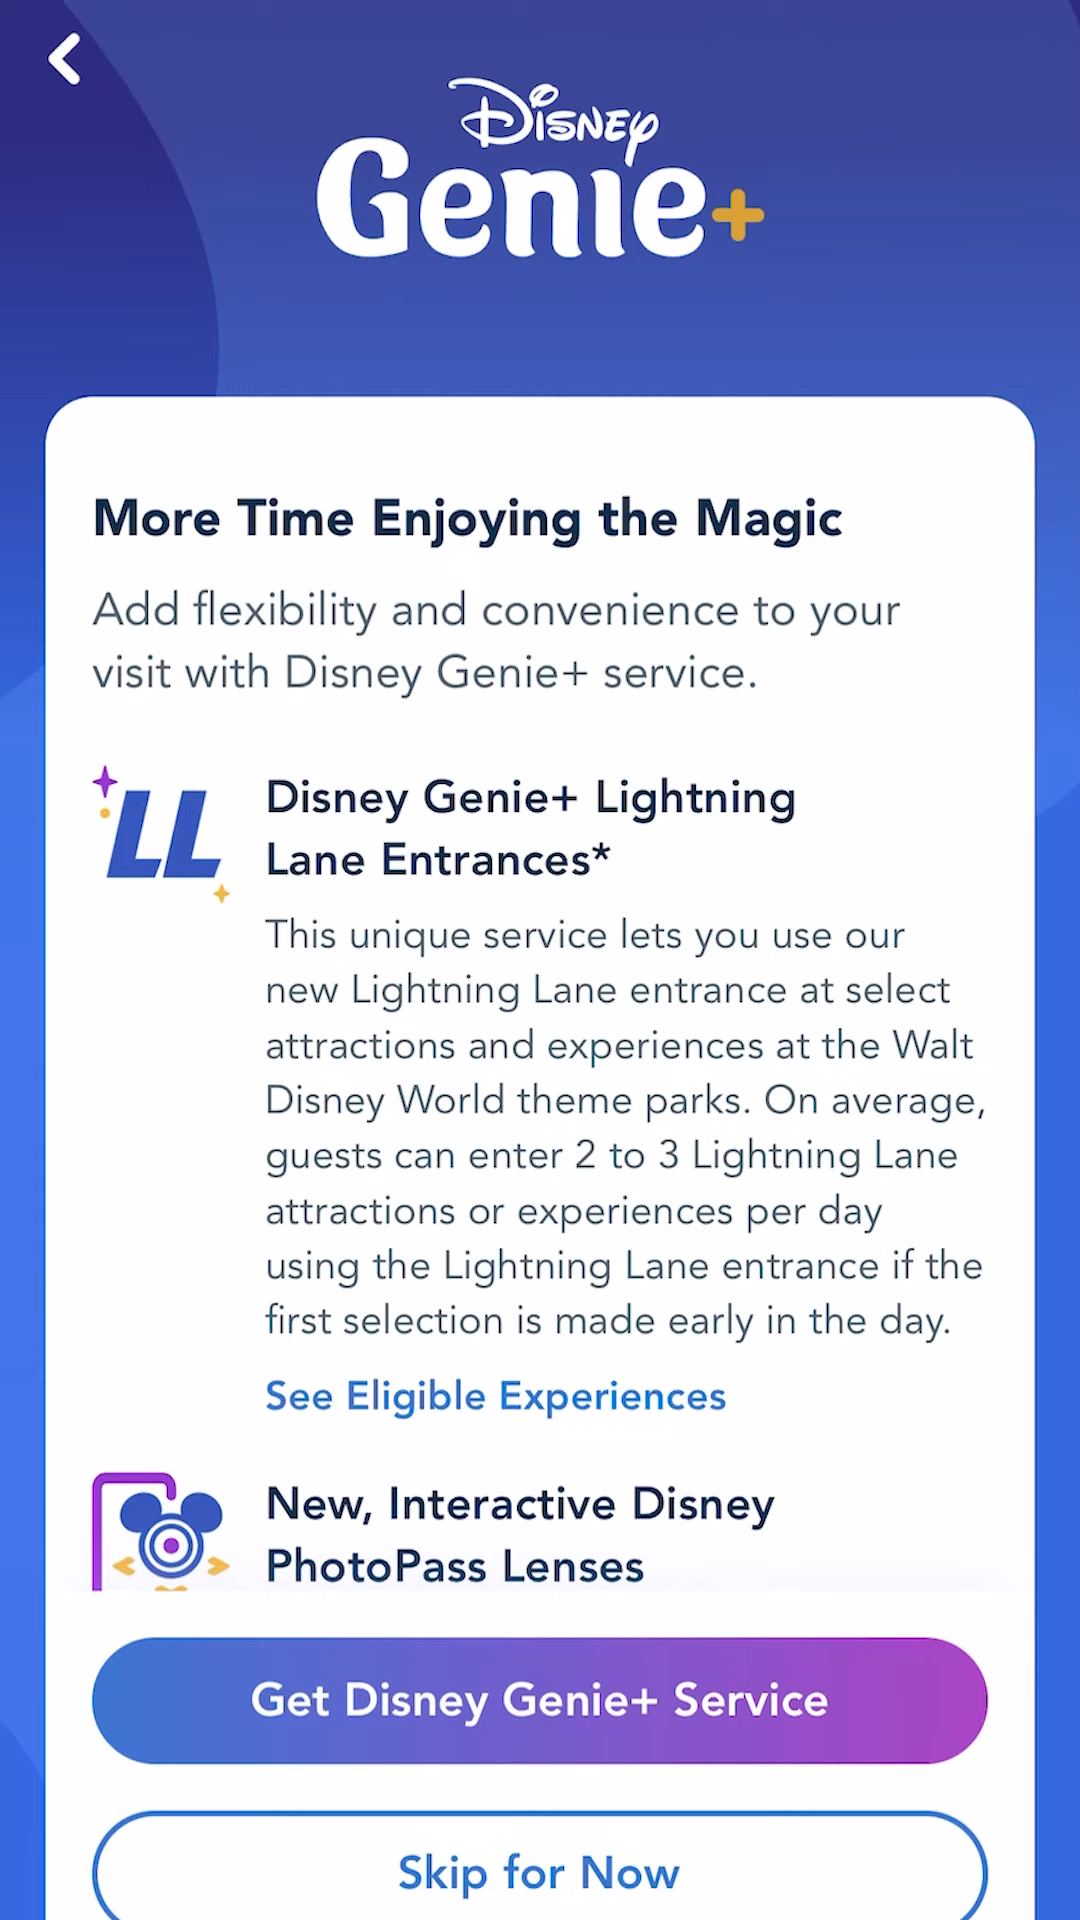 Disney
Genie+
More Time Enjoying the Magic
Add flexibility and convenience to your
visit with Disney Genie+ service.
LL
Disney Genie+ Lightning
Lane Entrances*
This unique service lets you use our
new Lightning Lane entrance at select
attractions and experiences at the Walt
Disney World theme parks. On average,
guests can enter 2 to 3 Lightning Lane
attractions or experiences per day
using the Lightning Lane entrance if the
first selection is made early in the day.
See Eligible Experiences
New, Interactive Disney
PhotoPass Lenses
Get Disney Genie+ Service
Skip for Now